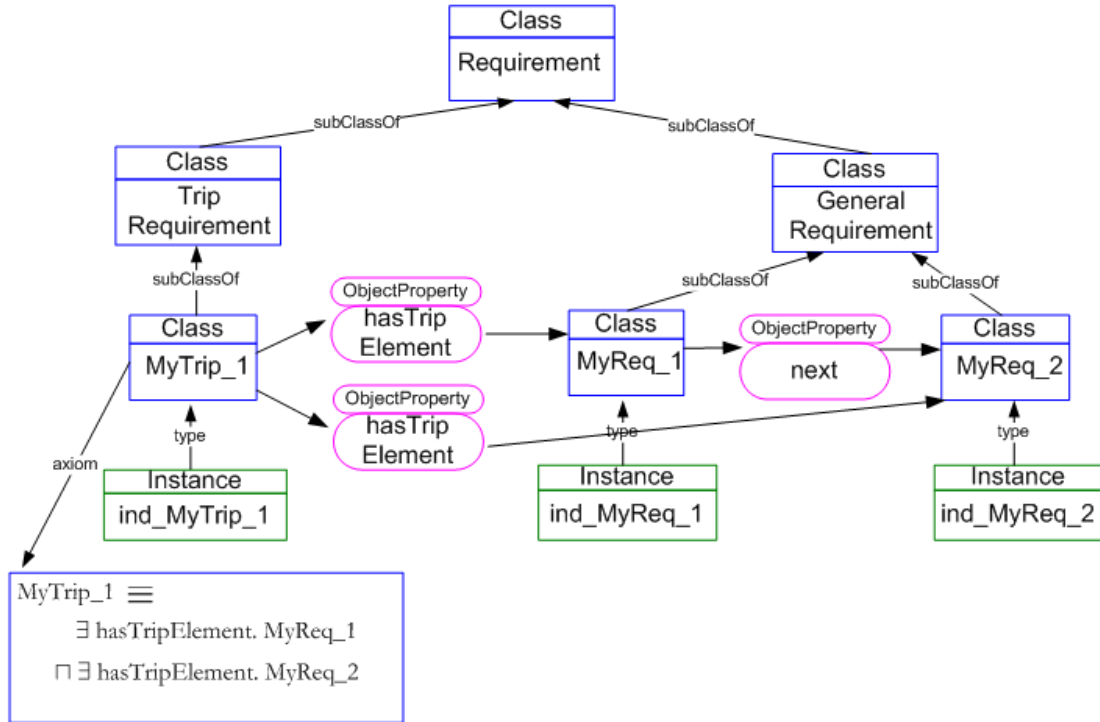 Class
Requirement
subClassOf
subClassOf
Class
Trip
Requirement
Class
General
Requirement
subClassOf
subClassOf
subClassOf
ObjectProperty
hasTrip
Element
Class
MyTrip_1
Class
MyReq_1
ObjectProperty
next
Class
MyReq_2
ObjectProperty
hasTrip
Element
type
type
type
axiom
Instance
ind_MyTrip_1
Instance
ind_MyReq_1
Instance
ind_MyReq_2
MyTrip_1 ≡
∃ hasTripElement. MyReq_1
⊓ ∃ hasTripElement. MyReq_2